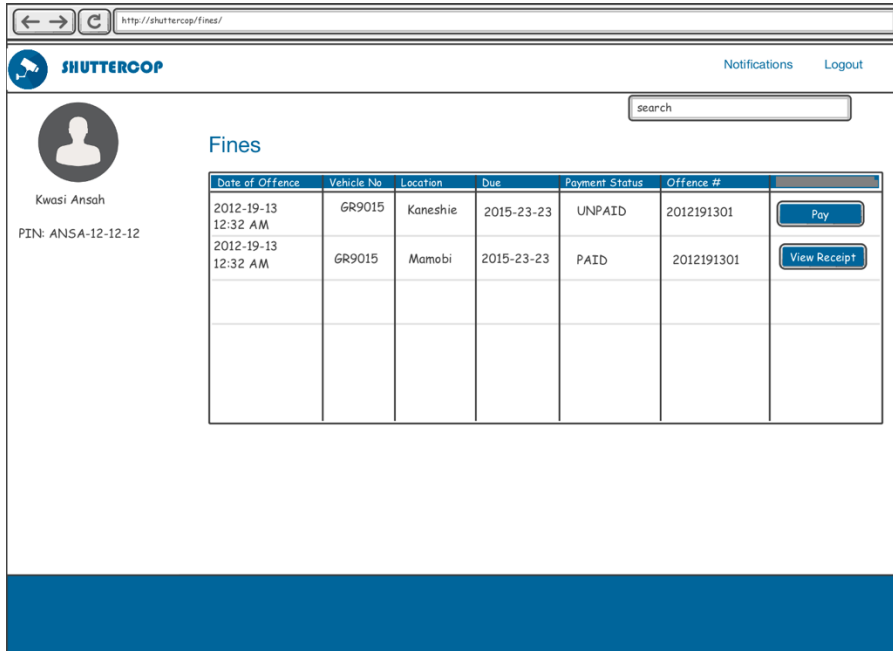 http://shuttercop/fines/
SHUTTERCOP
Notifications Logout
search
Kwasi Ansah
PIN: ANSA-12-12-12
Fines
Date of Offence Vehicle No Location Due Payment Status Offence #
2012-19-13 12:32 AM GR9015 Kaneshie 2015-23-23 UNPAID 2012191301 Pay
2012-19-13 12:32 AM GR9015 Mamobi 2015-23-23 PAID 2012191301 View Receipt